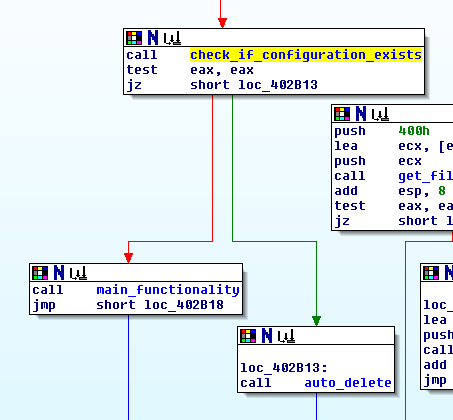 call check_if_configuration_exists
test eax, eax
jz short loc_402B13
push 400h
lea ecx, [e
push ecx
call get_fil
add esp, 8
test eax, ea
jz short l
call main_functionality
jmp short loc_402B18
loc_402B13:
call auto_delete
loc_
lea
push
call
add
jmp